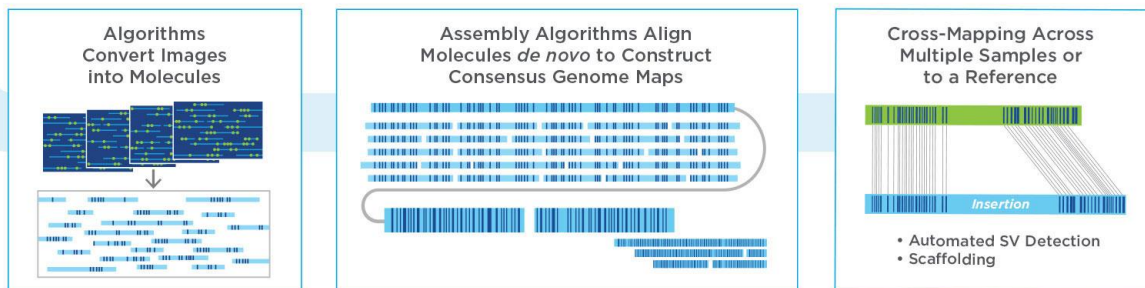 Algorithms
Convert Images
into Molecules
Assembly Algorithms Align
Molecules de novo to Construct
Consensus Genome Maps
Cross-Mapping Across
Multiple Samples or
to a Reference
Insertion
• Automated SV Detection
• Scaffolding